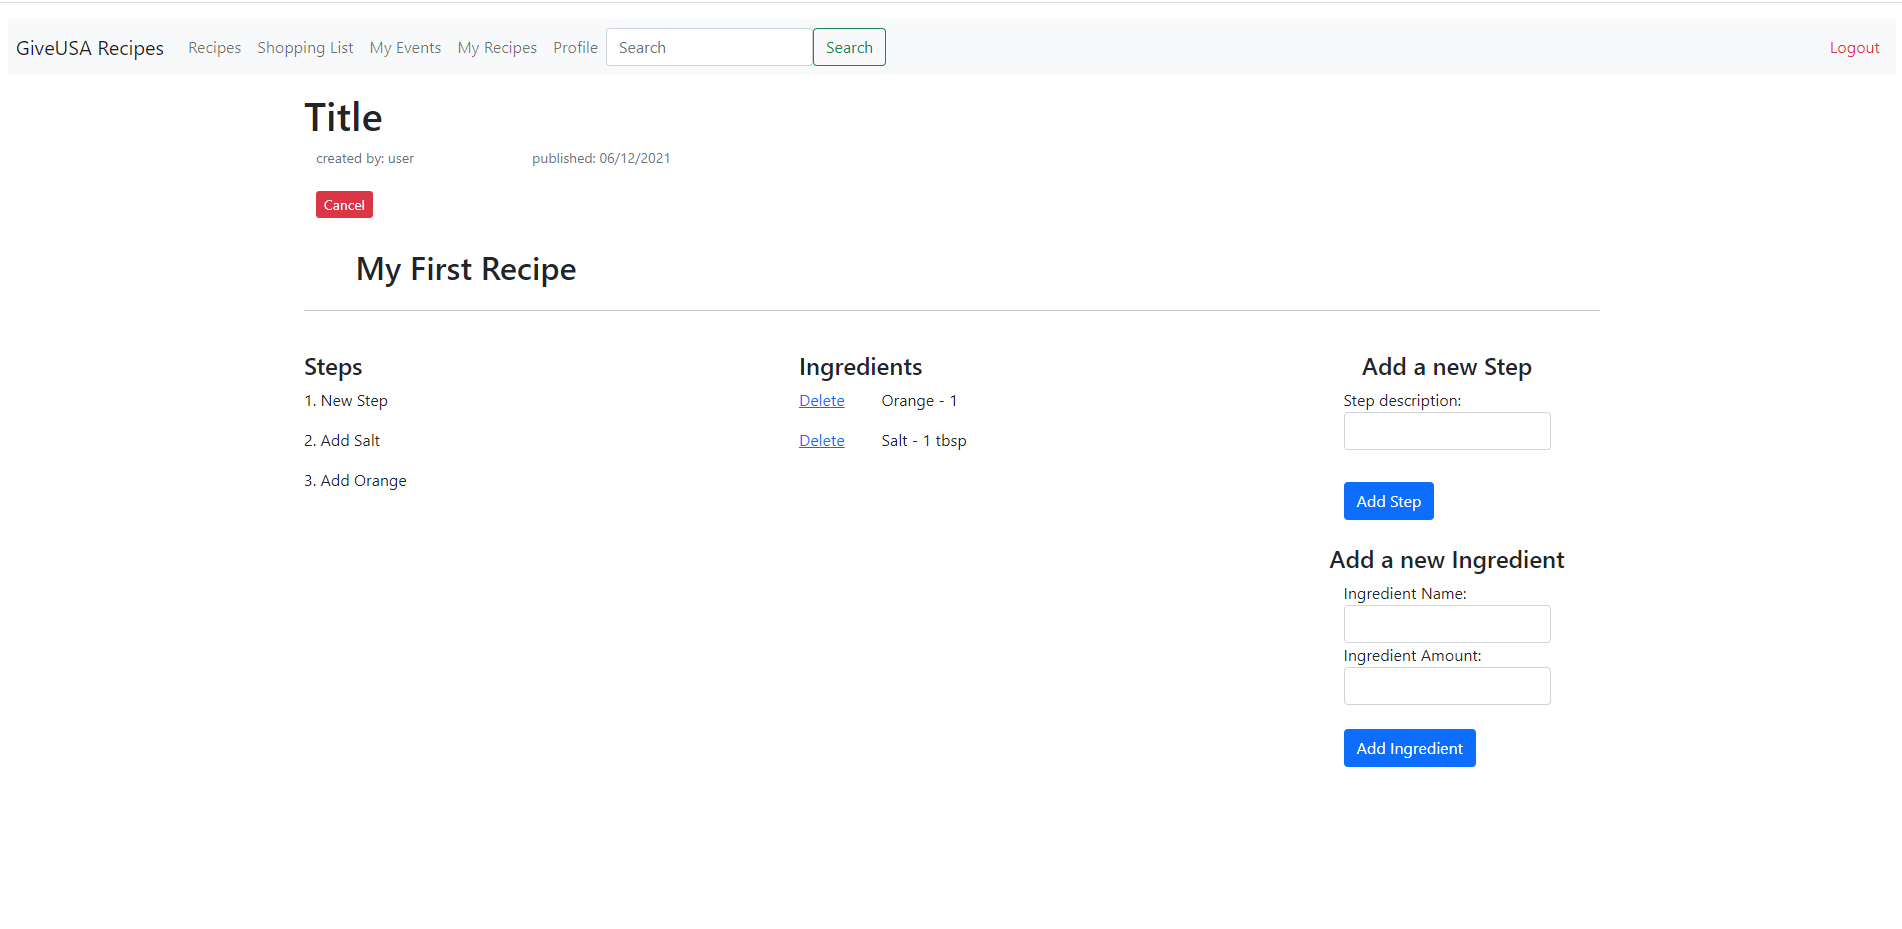 GiveUSA Recipes Recipes Shopping List My Events My Recipes Profile Search Search Logout
Title
created by: user published: 06/12/2021
Cancel
My First Recipe
Steps
1. New Step
2. Add Salt
3. Add Orange
Ingredients
Delete Orange - 1
Delete Salt - 1 tbsp
Add a new Step
Step description:
Add Step
Add a new Ingredient
Ingredient Name:
Ingredient Amount:
Add Ingredient